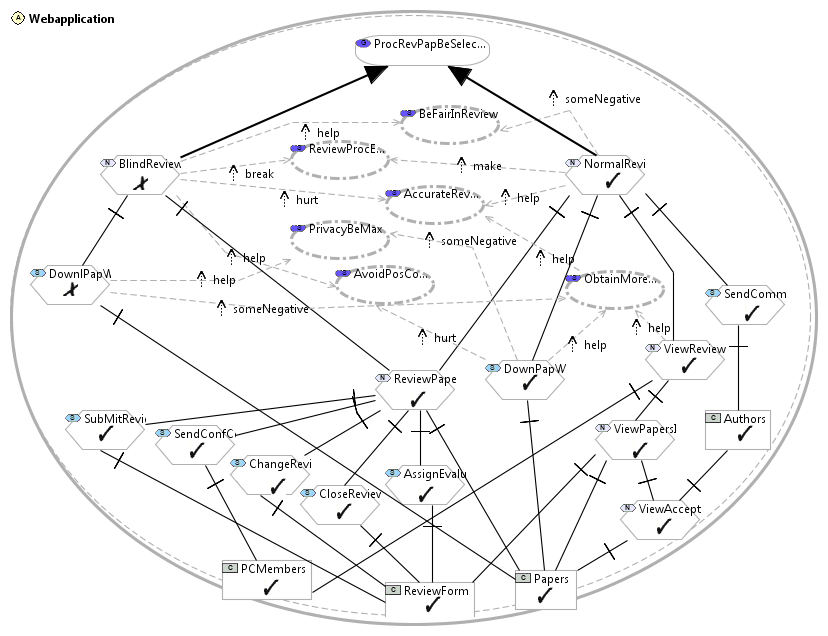 A Webapplication
G ProcRevPapBeSelec...
S BeFairInReview
someNegative
help
S ReviewProcE...
N BlindReview
make
N NormalRevi
break
hurt
S AccurateRev...
help
S PrivacyBeMax
someNegative
help
help
S DownlPapW
help
S AvoidPosCo...
S ObtainMore...
S SendComm
someNegative
hurt
help
help
N ViewReview
N ReviewPape
S DownPapW
S SubMitRevi
S SendConfC
C Authors
N ViewPapersI
S ChangeRevi
S AssignEvalu
S CloseReviev
N ViewAccept
C PCMembers
C ReviewForm
C Papers